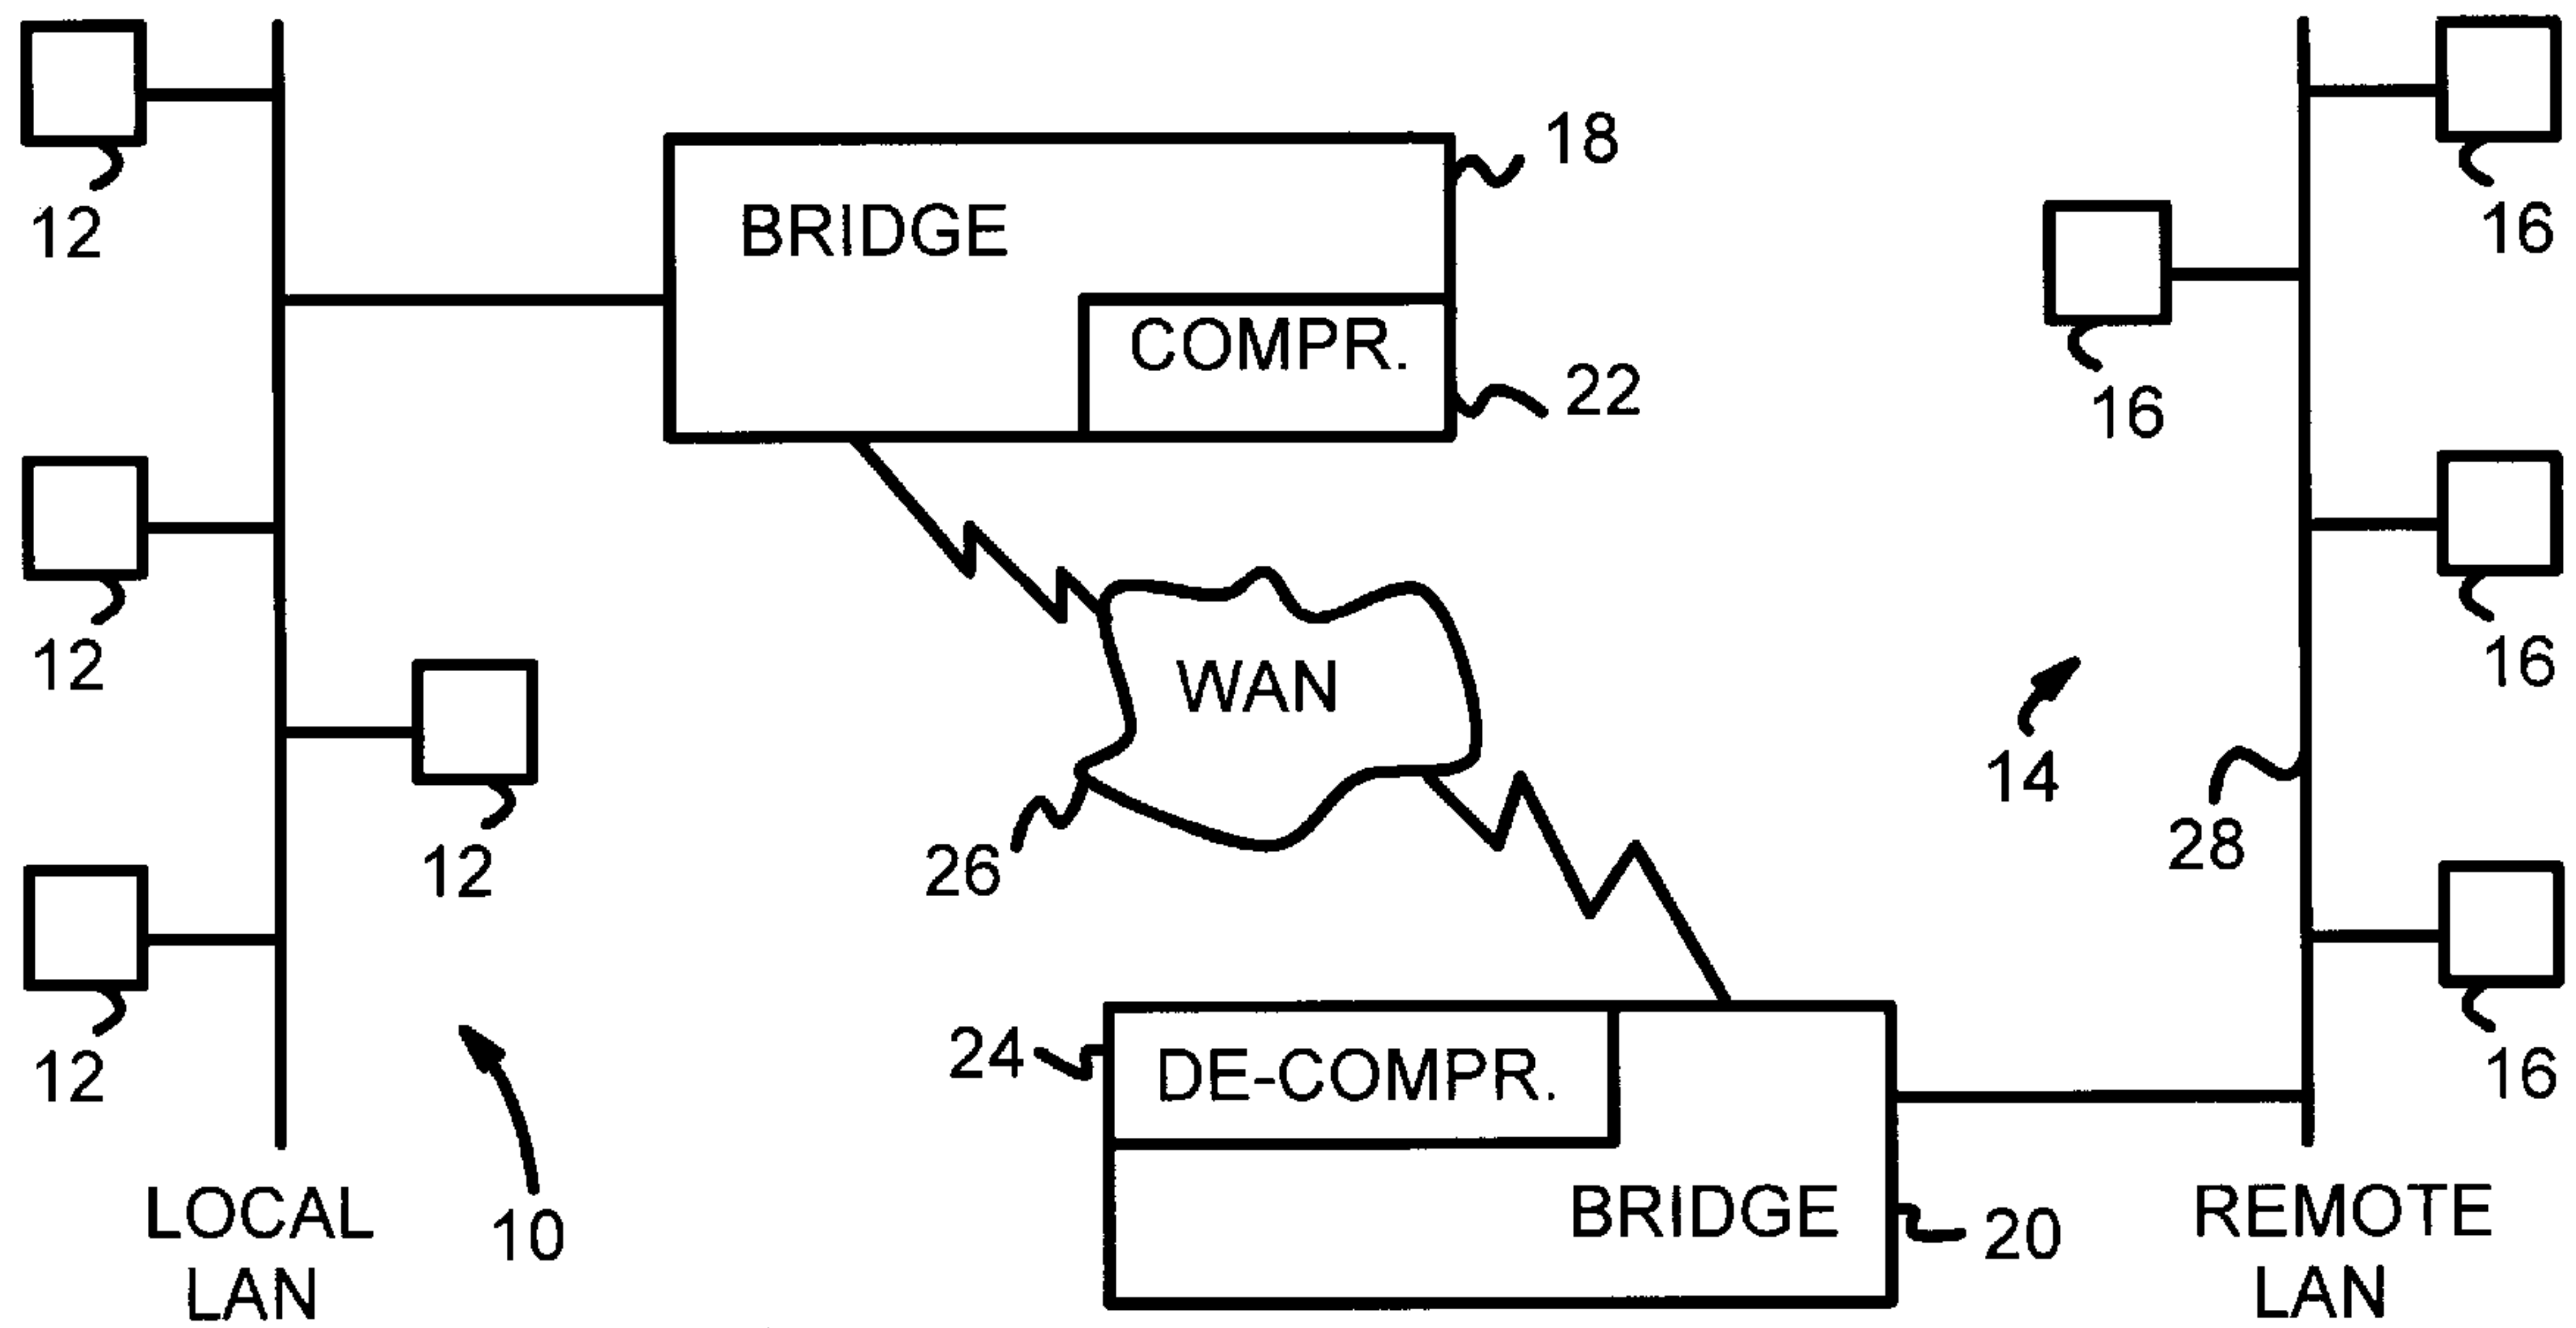 12
12
12
12
10
LOCAL
LAN
BRIDGE
COMPR.
18
22
WAN
26
24
DE-COMPR.
BRIDGE
20
16
16
16
14
28
16
REMOTE
LAN